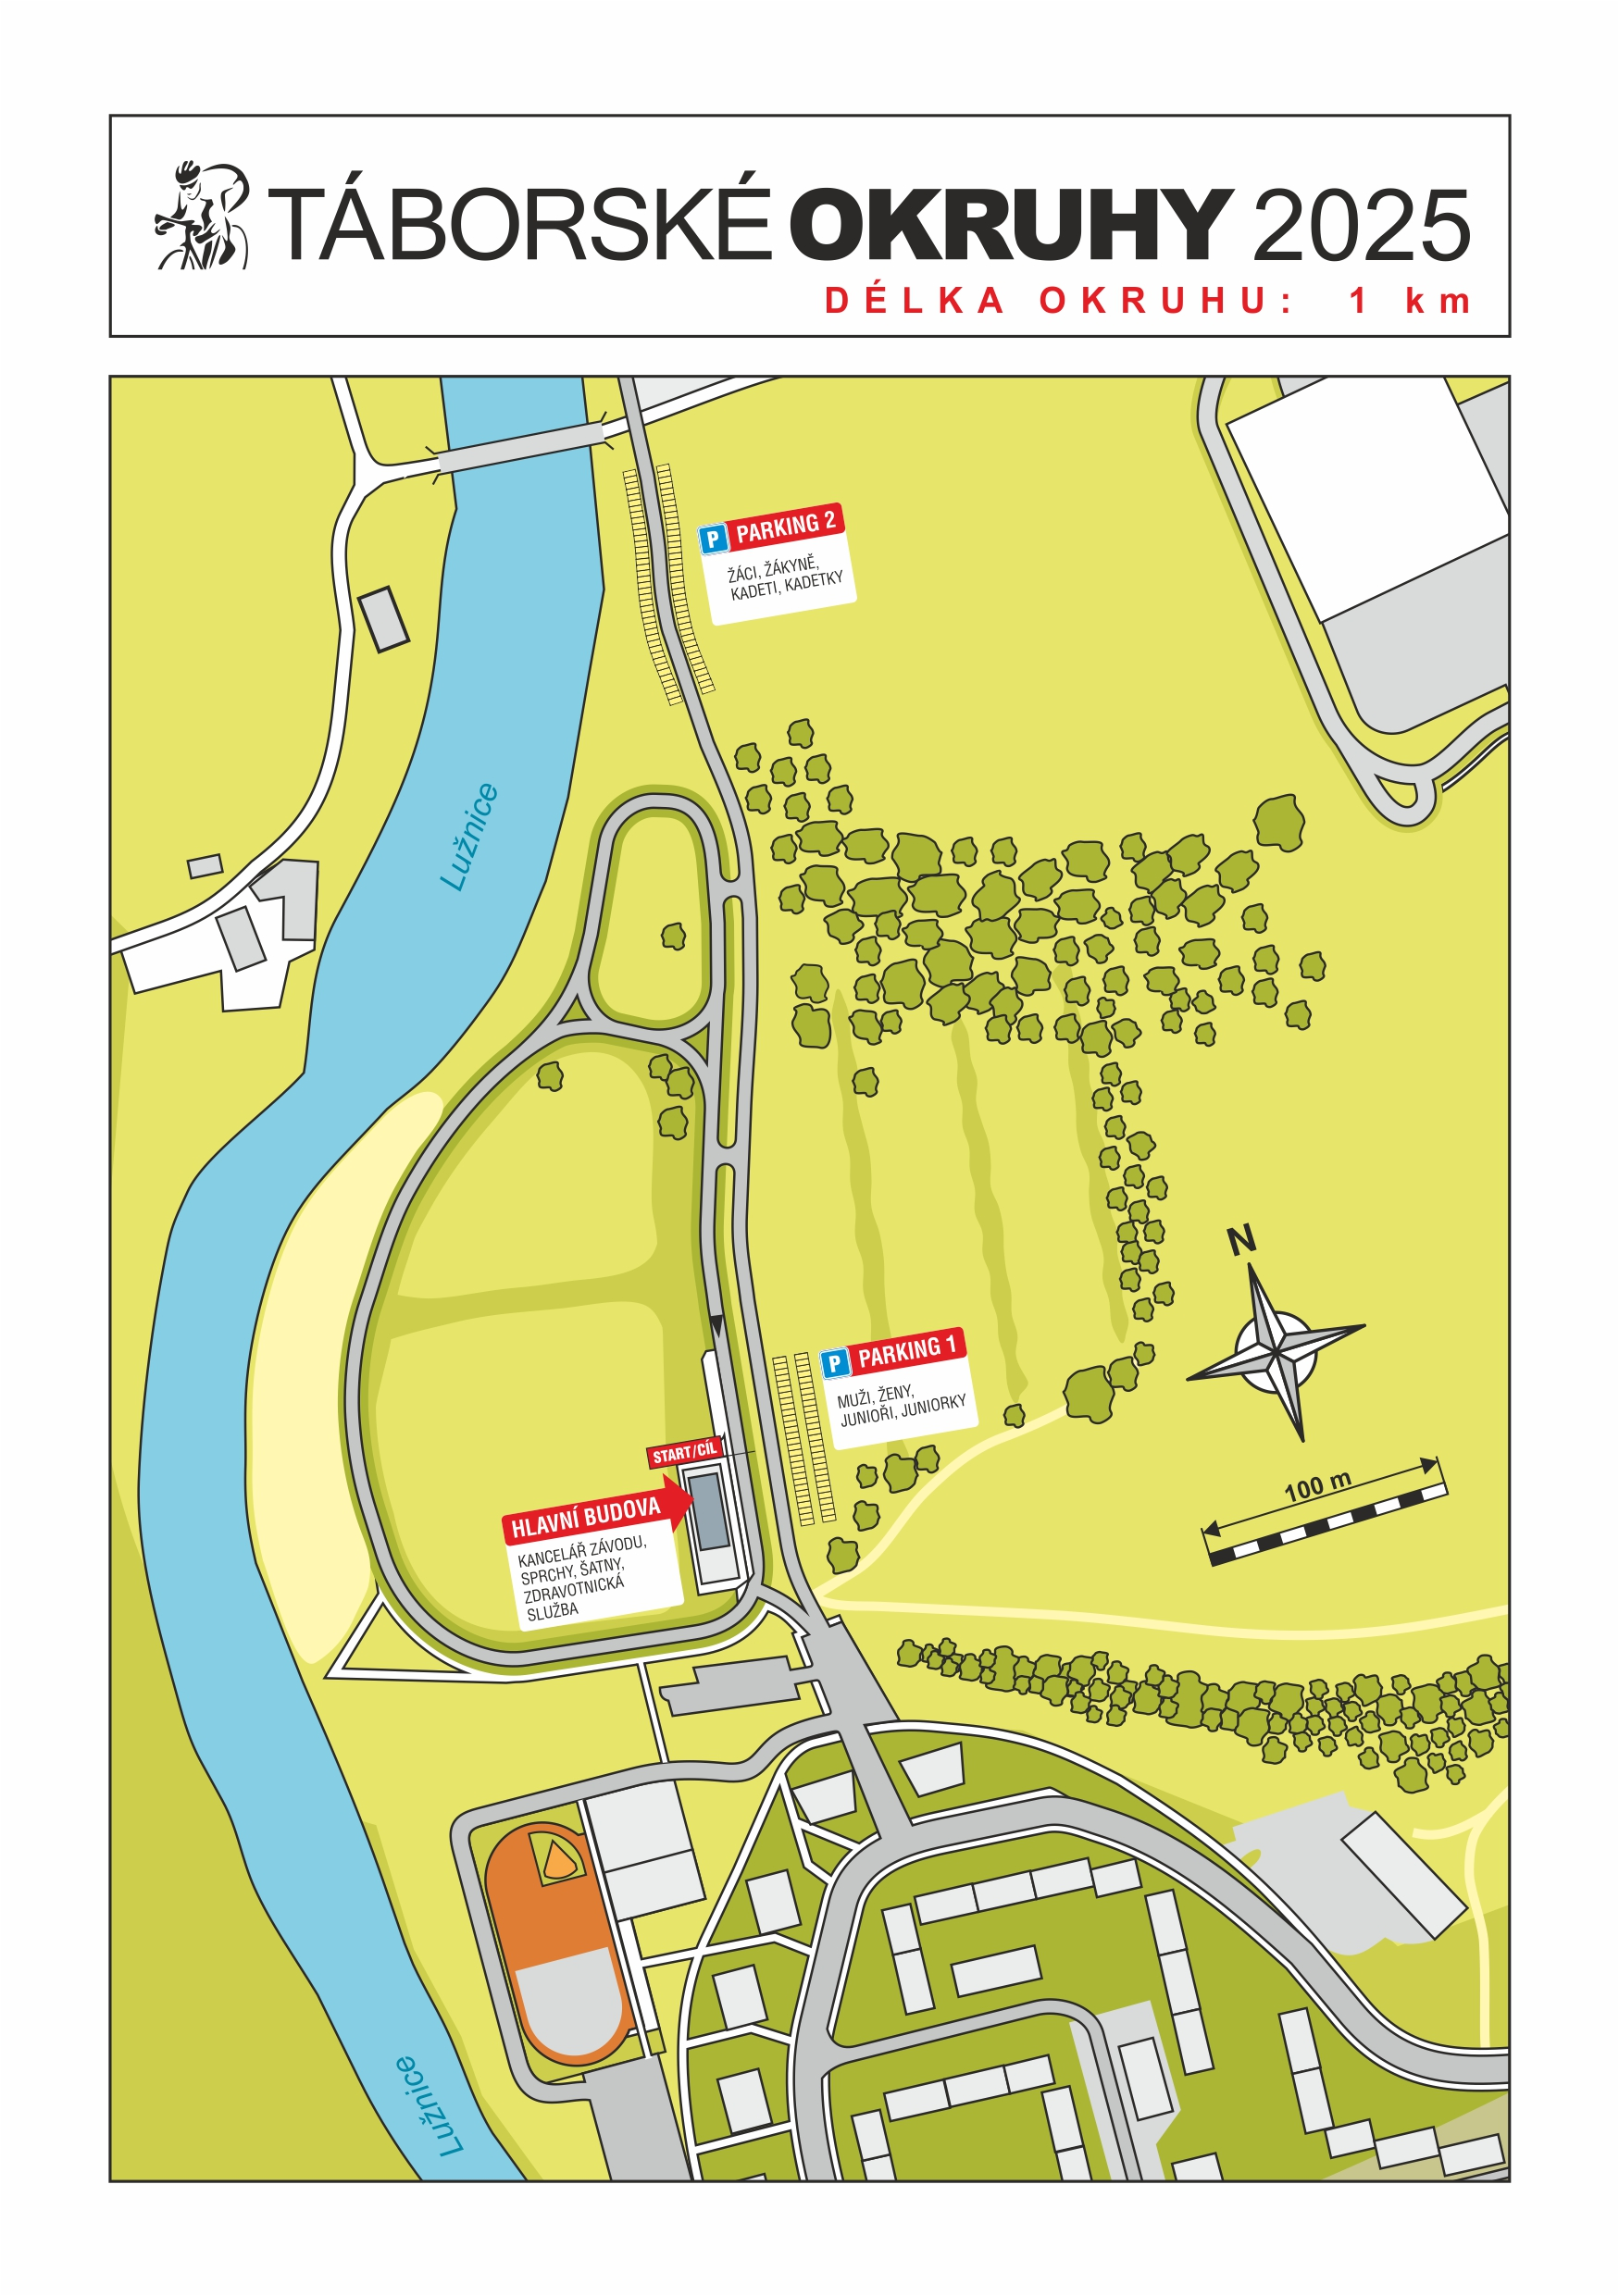 TÁBORSKÉ OKRUHY 2025
DÉLKA OKRUHU: 1 km
P PARKING 2
ŽÁCI, ŽÁKYNĚ,
KADETI, KADETKY
Lužnice
N
P PARKING 1
MUŽI, ŽENY,
JUNIOŘI, JUNIORKY
START/CÍL
100 m
HLAVNÍ BUDOVA
KANCELÁŘ ZÁVODU,
SPRCHY, ŠATNY,
ZDRAVOTNICKÁ
SLUŽBA
Lužnice